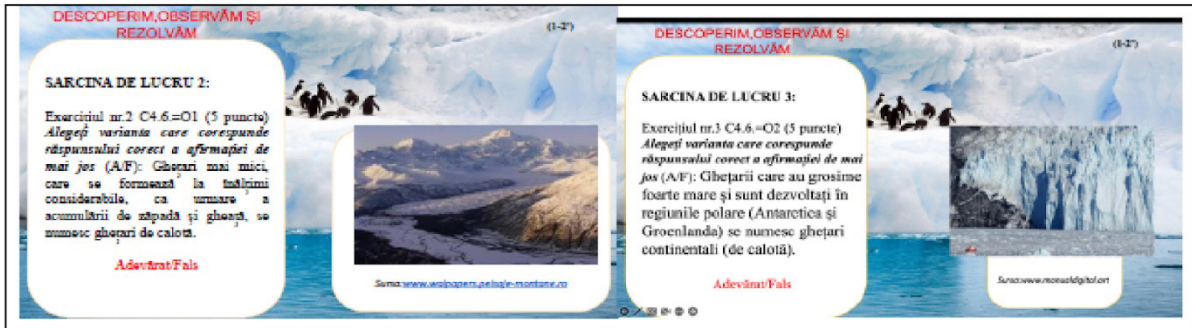 DESCOPERIM,OBSERVĂM ȘI
REZOLVĂM
(1-2')
SARCINA DE LUCRU 2:
Exercițiul nr.2 C4.6.=O1 (5 puncte)
Alegeți varianta care corespunde
răspunsului corect a afirmației de
mai jos (A/F): Ghețari mai mici,
care se formează la înălțimi
considerabile, ca urmare a
acumulării de zăpadă și gheață, se
numesc ghețari de calotă.
Adevărat/Fals
Sursa:www.walpapers.peisaje-montane.ro
DESCOPERIM,OBSERVĂM ȘI
REZOLVĂM
(1-2')
SARCINA DE LUCRU 3:
Exercițiul nr.3 C4.6.=O2 (5 puncte)
Alegeți varianta care corespunde
răspunsului corect a afirmației de mai
jos (A/F): Ghețarii care au grosime
foarte mare și sunt dezvoltați în
regiunile polare (Antarctica și
Groenlanda) se numesc ghețari
continentali (de calotă).
Adevărat/Fals
Sursa:www.manualdigital.art